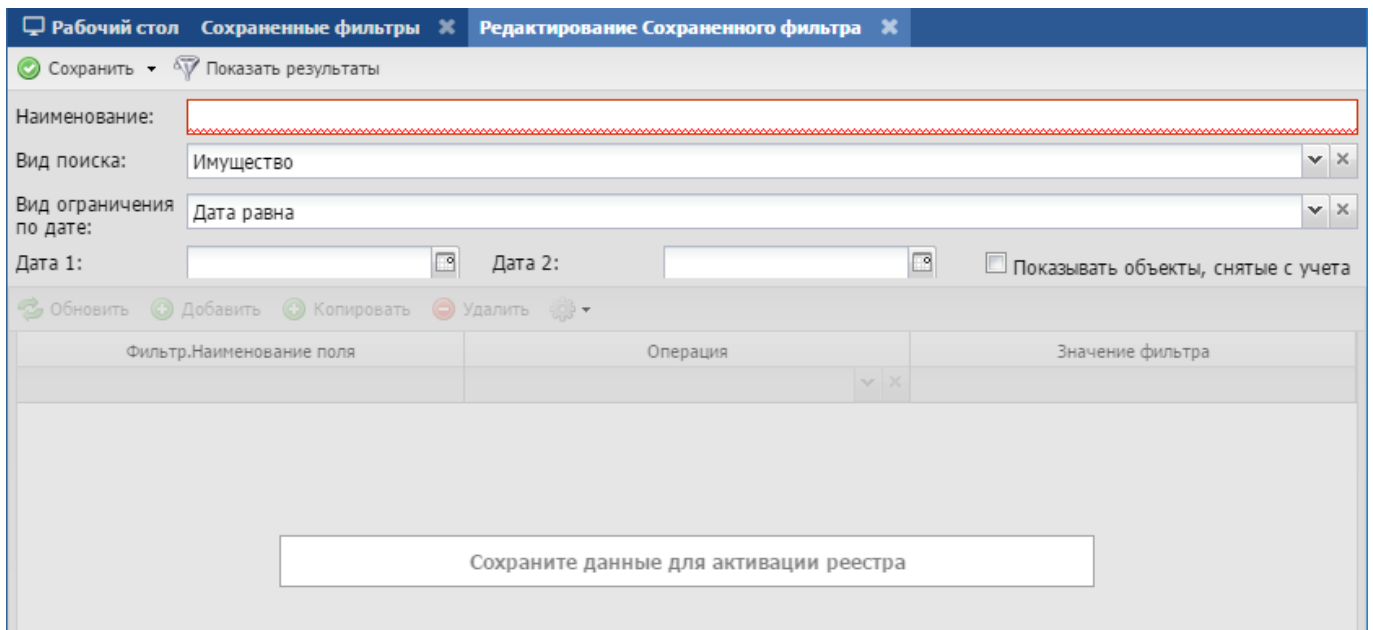 Рабочий стол Сохраненные фильтры Редактирование Сохраненного фильтра
Сохранить Показать результаты
Наименование:
Вид поиска: Имущество
Вид ограничения
по дате: Дата равна
Дата 1: Дата 2: Показывать объекты, снятые с учета
Обновить Добавить Копировать Удалить
Фильтр.Наименование поля Операция Значение фильтра
Сохраните данные для активации реестра